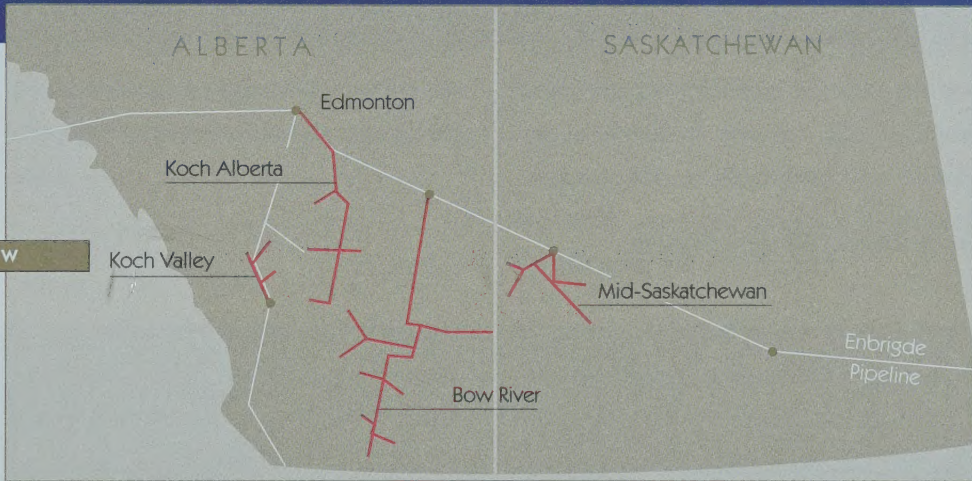 ALBERTA
SASKATCHEWAN
Edmonton
Koch Alberta
W
Koch Valley
Mid-Saskatchewan
Enbrigde
Pipeline
Bow River